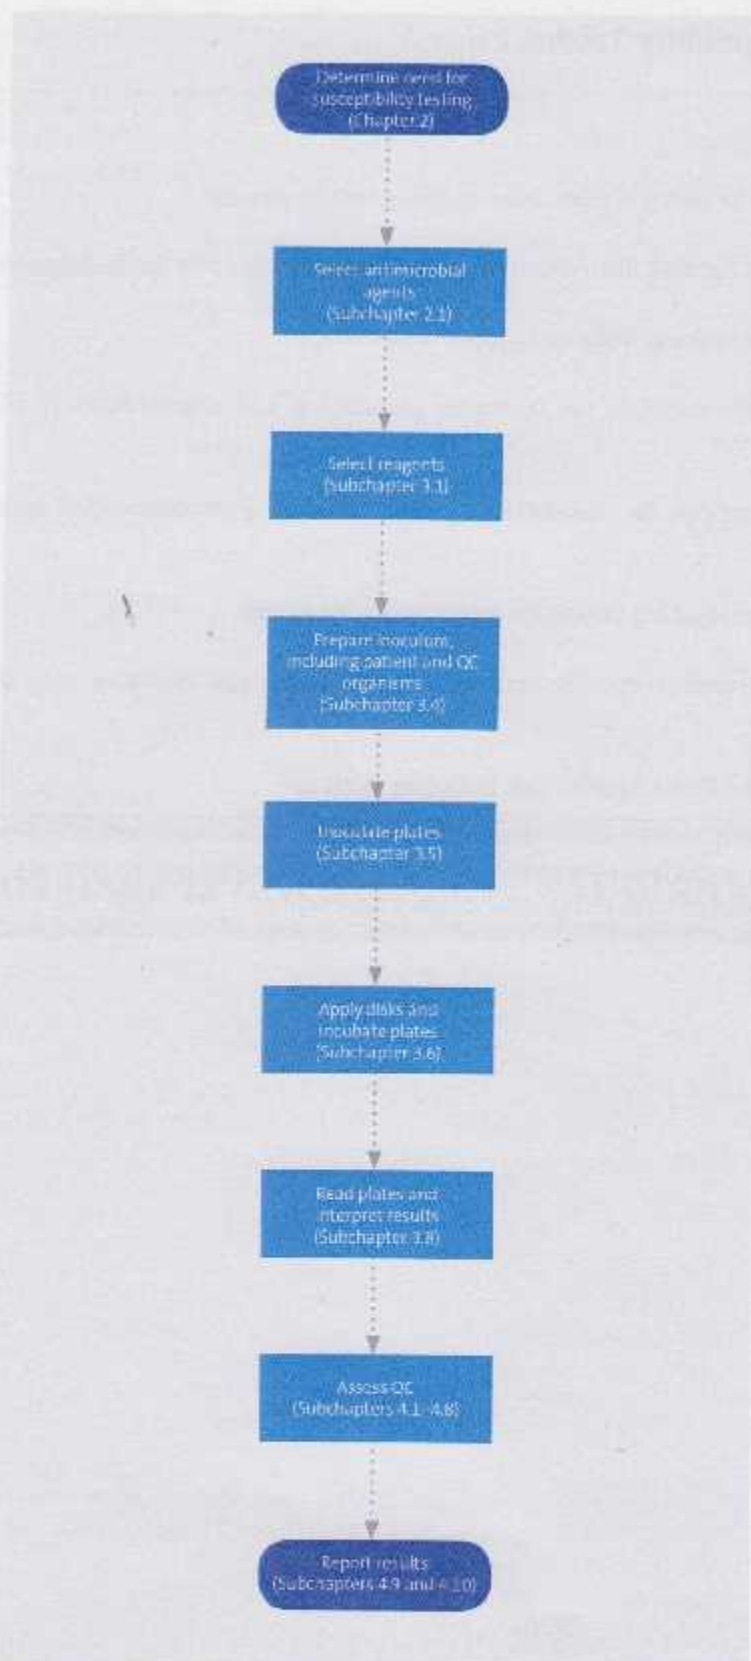 Determine need for
susceptibility testing
(Chapter 2)
Select antimicrobial
agents
(Subchapter 2.1)
Select reagents
(Subchapter 3.1)
Prepare inoculum,
including patient and QC
organisms
(Subchapter 3.4)
Inoculate plates
(Subchapter 3.5)
Apply disks and
incubate plates
(Subchapter 3.6)
Read plates and
interpret results
(Subchapter 3.8)
Assess QC
(Subchapters 4.1–4.8)
Report results
(Subchapters 4.9 and 4.10)